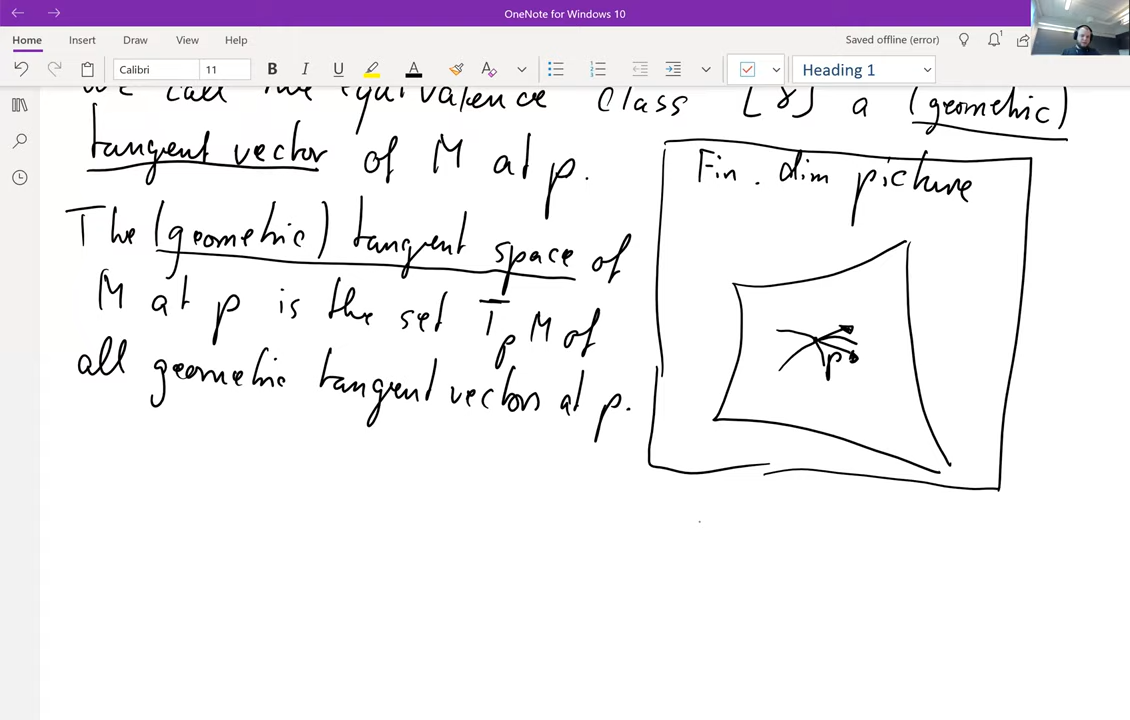 OneNote for Windows 10
Home Insert Draw View Help
Saved offline (error)
Calibri 11 B I U A Heading 1
We call the equivalence class [γ] a (geometric)
tangent vector of M at p.
Fin. dim picture
The (geometric) tangent space of
M at p is the set TpM of
all geometric tangent vectors at p.
p